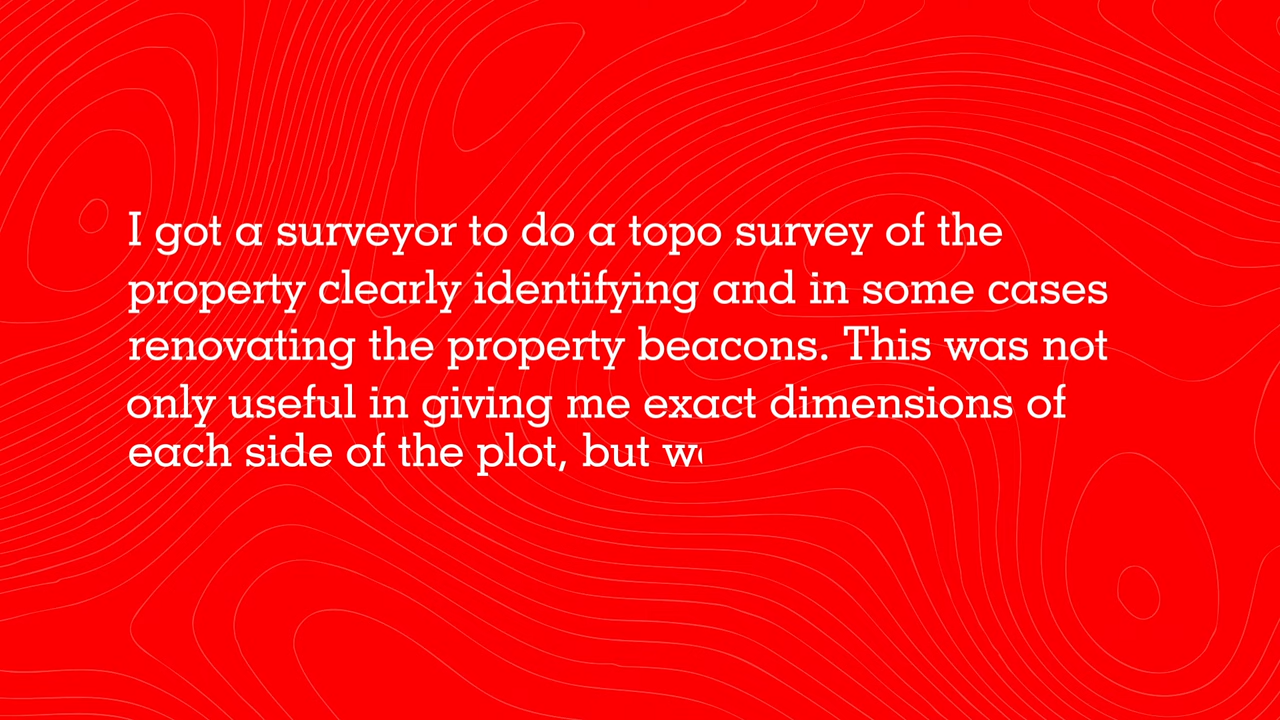 I got a surveyor to do a topo survey of the
property clearly identifying and in some cases
renovating the property beacons. This was not
only useful in giving me exact dimensions of
each side of the plot, but